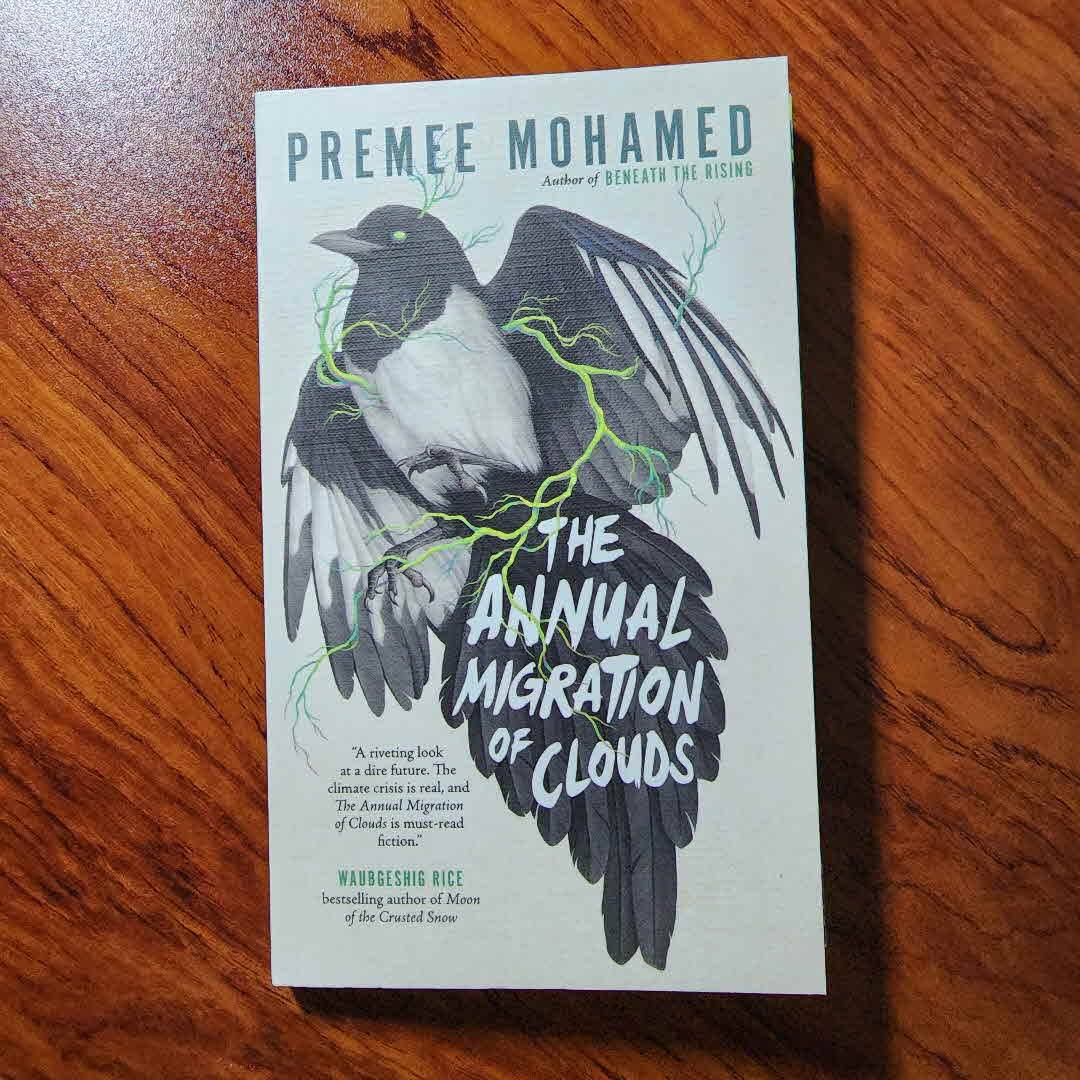 PREMEE MOHAMED
Author of BENEATH THE RISING
THE
ANNUAL
MIGRATION
OF CLOUDS
“A riveting look
at a dire future. The
climate crisis is real, and
The Annual Migration
of Clouds is must-read
fiction.”
WAUBGESHIG RICE
bestselling author of Moon
of the Crusted Snow